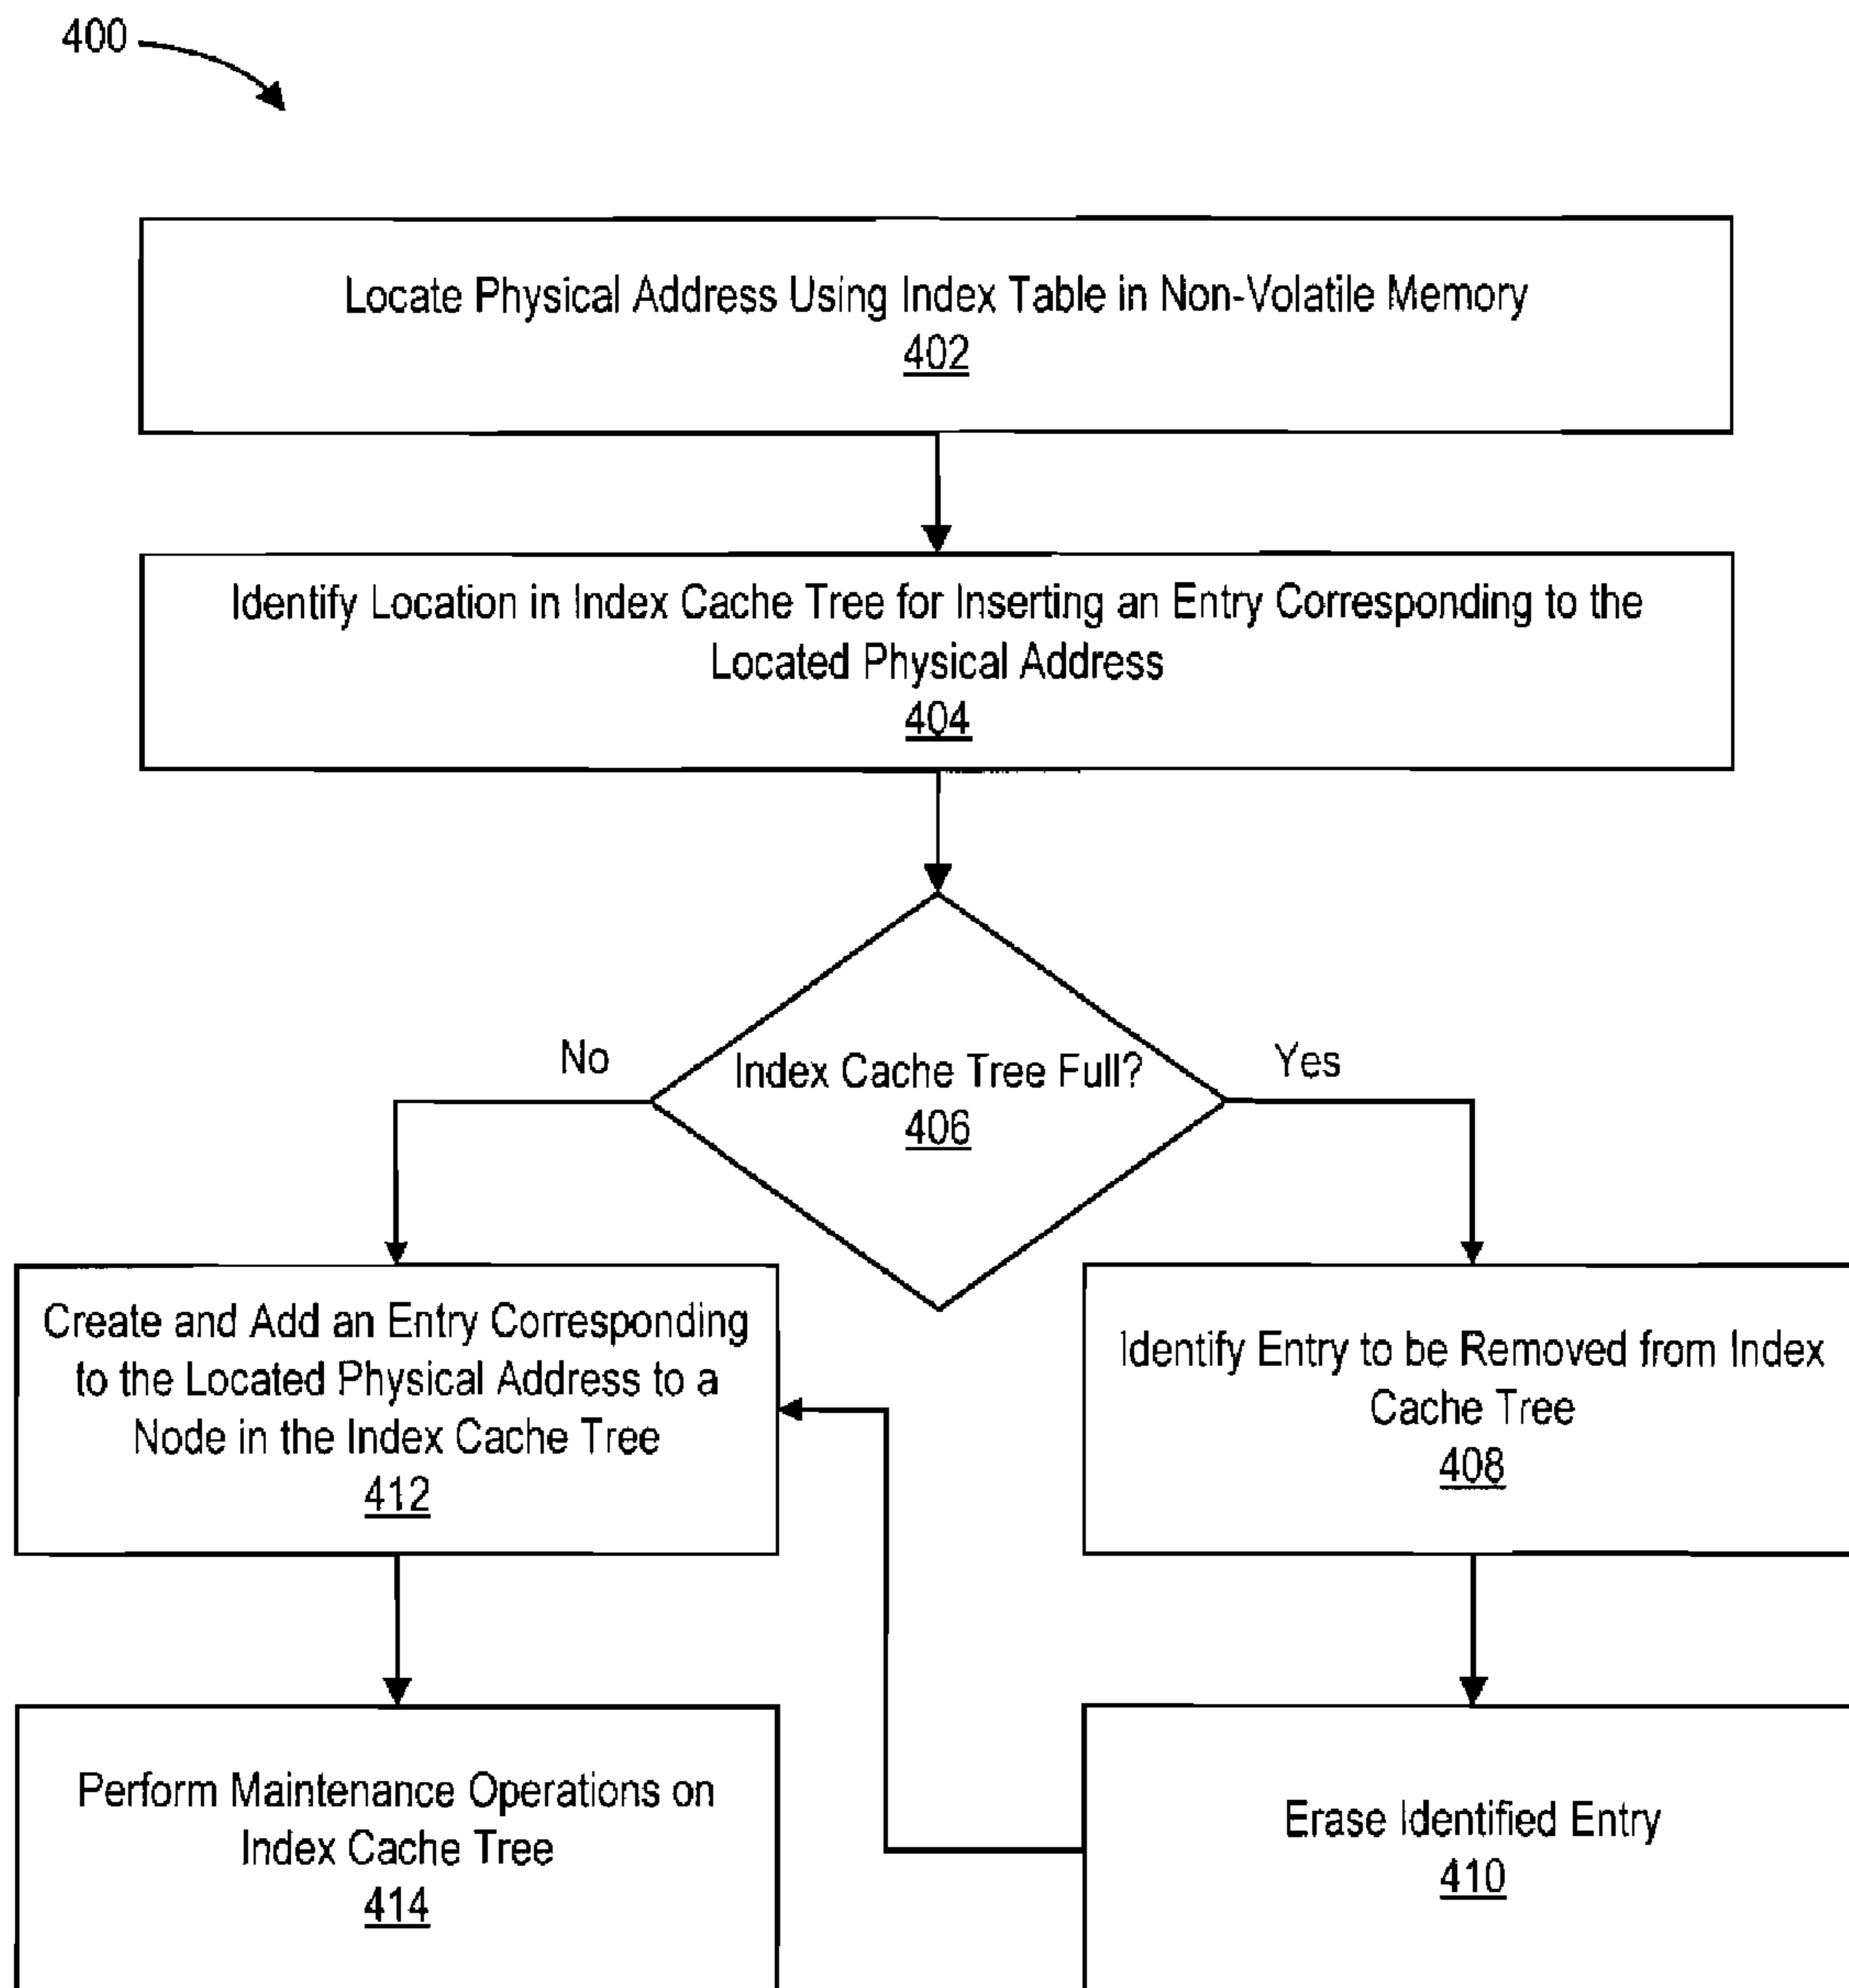 400
Locate Physical Address Using Index Table in Non-Volatile Memory
402
Identify Location in Index Cache Tree for Inserting an Entry Corresponding to the
Located Physical Address
404
Index Cache Tree Full?
406
No
Yes
Create and Add an Entry Corresponding
to the Located Physical Address to a
Node in the Index Cache Tree
412
Identify Entry to be Removed from Index
Cache Tree
408
Perform Maintenance Operations on
Index Cache Tree
414
Erase Identified Entry
410